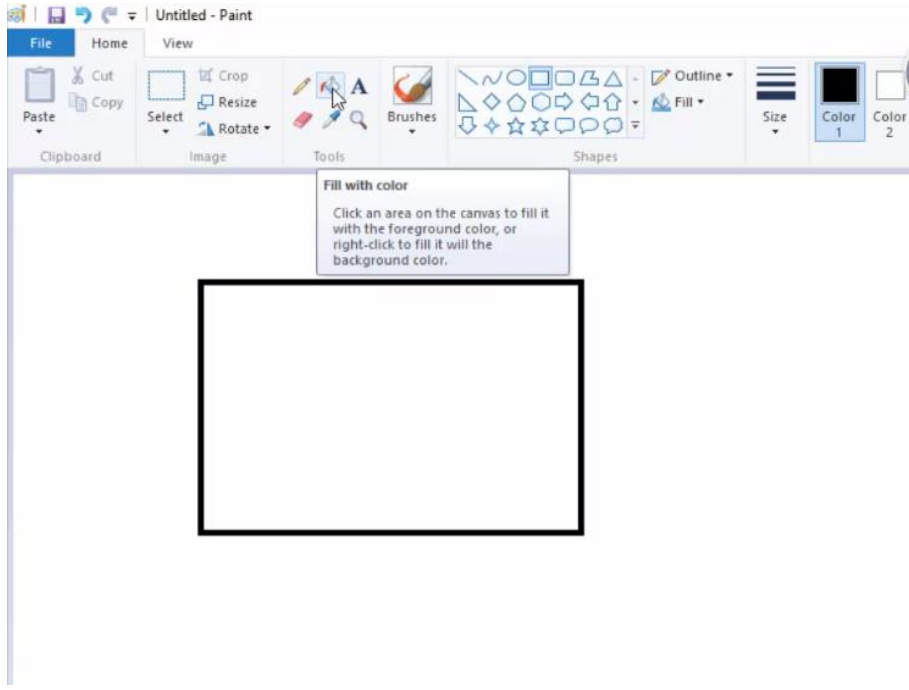 Untitled - Paint
File Home View
Cut
Copy
Paste
Clipboard
Select
Crop
Resize
Rotate
Image
A
Tools
Brushes
Outline
Fill
Shapes
Size
Color
1
Color
2
Fill with color
Click an area on the canvas to fill it
with the foreground color, or
right-click to fill it will the
background color.